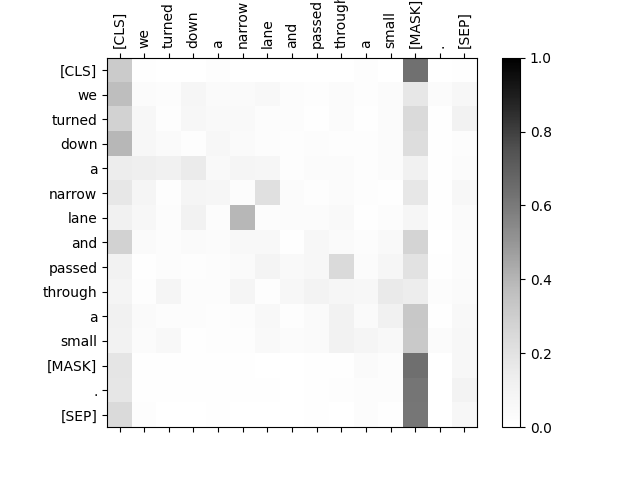 [CLS] we turned down a narrow lane and passed through a small [MASK] . [SEP]
[CLS]
we
turned
down
a
narrow
lane
and
passed
through
a
small
[MASK]
.
[SEP]
1.0
0.8
0.6
0.4
0.2
0.0